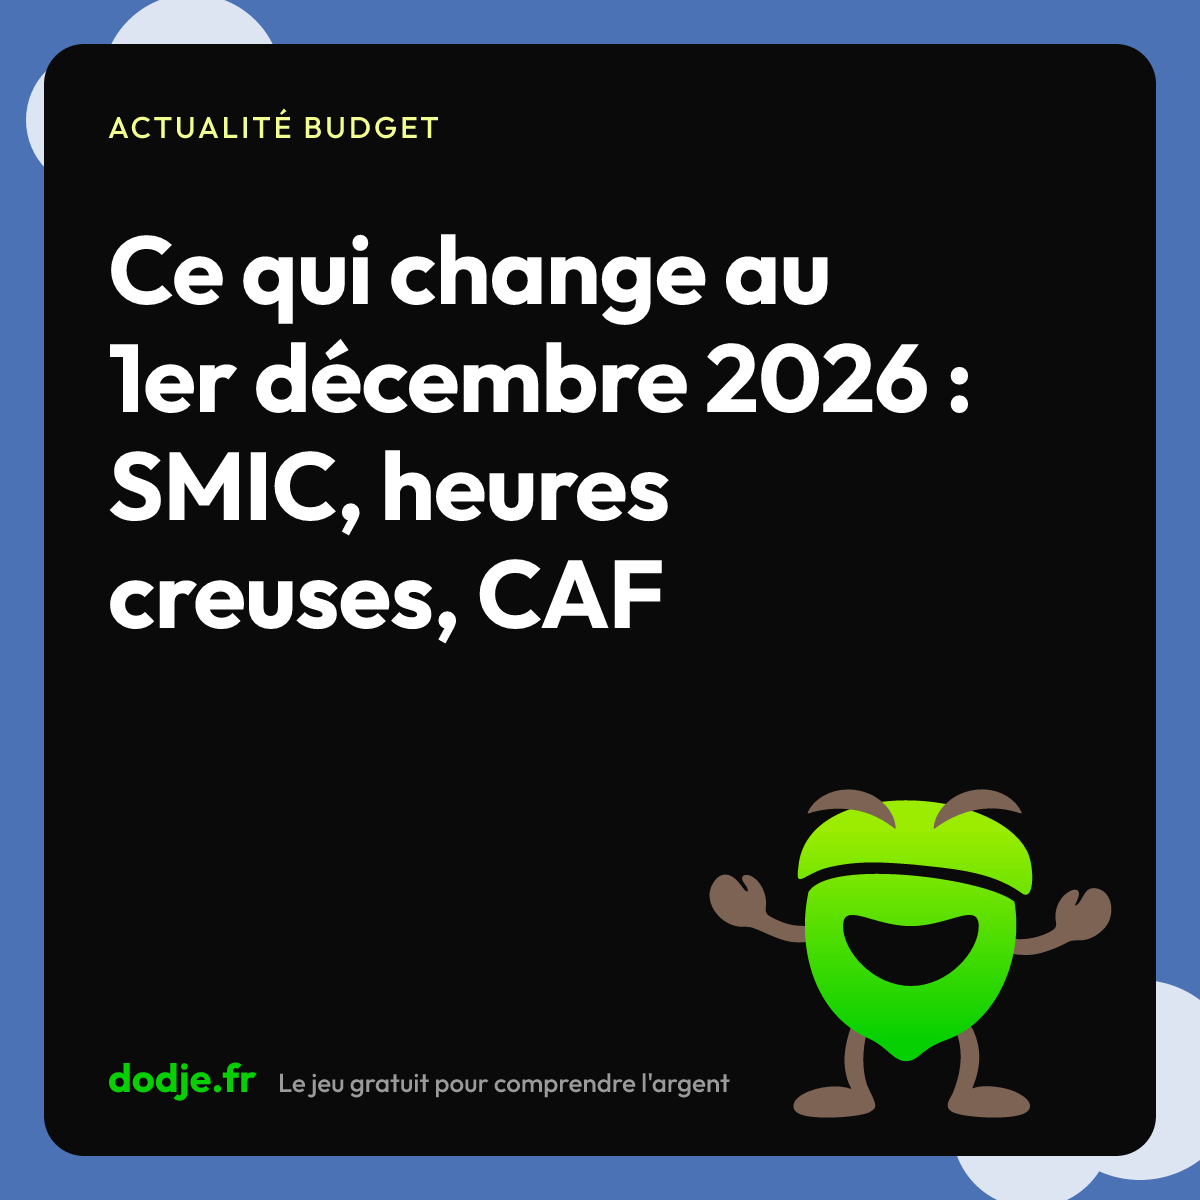 ACTUALITÉ BUDGET
Ce qui change au
1er décembre 2026 :
SMIC, heures
creuses, CAF
dodje.fr Le jeu gratuit pour comprendre l'argent